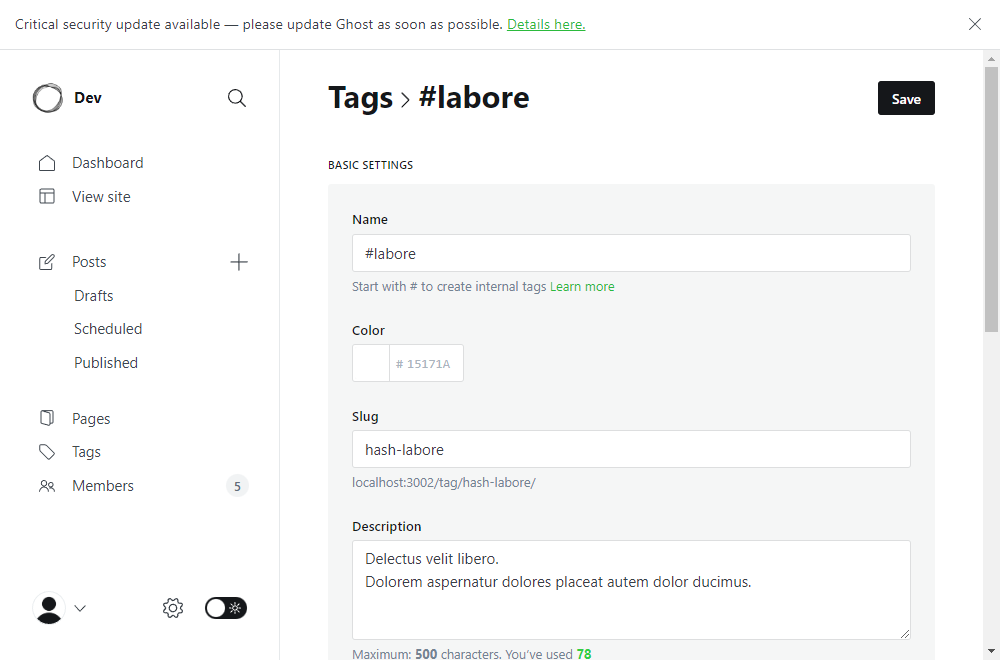 Critical security update available — please update Ghost as soon as possible. Details here.
Dev
Dashboard
View site
Posts
Drafts
Scheduled
Published
Pages
Tags
Members
5
Tags > #labore
Save
BASIC SETTINGS
Name
#labore
Start with # to create internal tags Learn more
Color
# 15171A
Slug
hash-labore
localhost:3002/tag/hash-labore/
Description
Delectus velit libero.
Dolorem aspernatur dolores placeat autem dolor ducimus.
Maximum: 500 characters. You’ve used 78